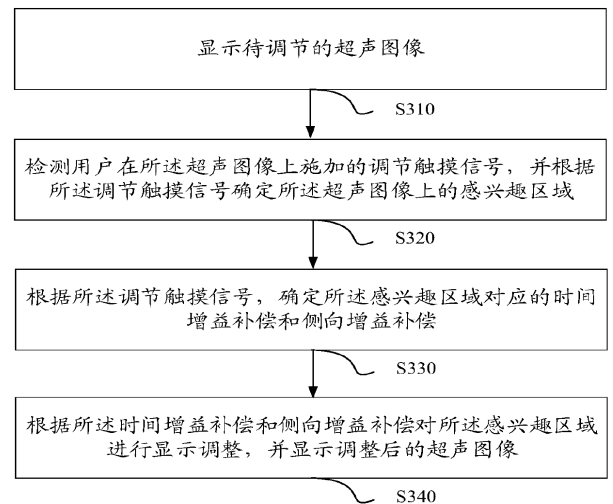 显示待调节的超声图像
S310
检测用户在所述超声图像上施加的调节触摸信号，并根据
所述调节触摸信号确定所述超声图像上的感兴趣区域
S320
根据所述调节触摸信号，确定所述感兴趣区域对应的时间
增益补偿和侧向增益补偿
S330
根据所述时间增益补偿和侧向增益补偿对所述感兴趣区域
进行显示调整，并显示调整后的超声图像
S340